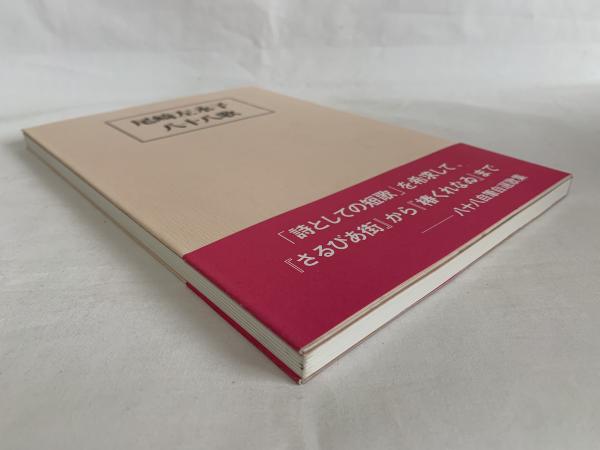 尾崎左永子
八十八歌
「詩としての短歌」を希求して、
『さるびあ街』から『椿くれなゐ』まで
——八十八自筆自選歌集